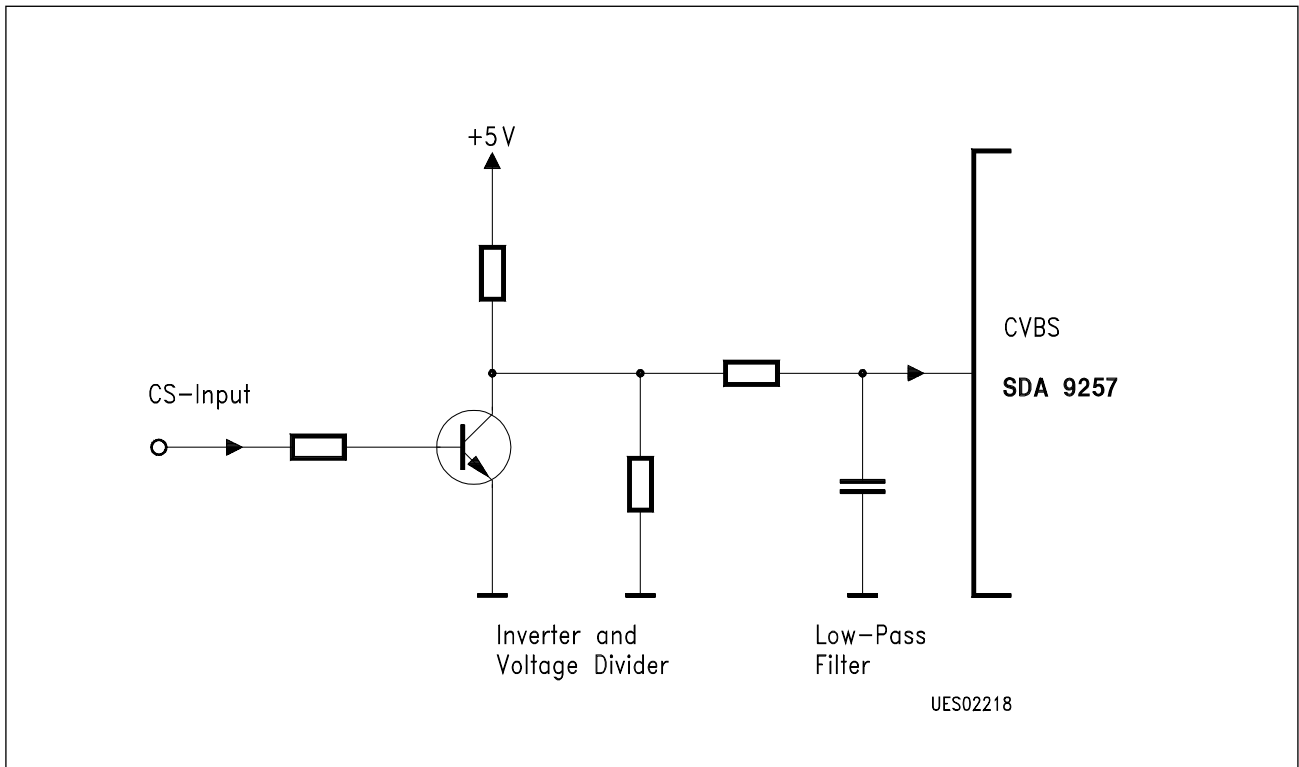 +5V
CS-Input
CVBS
SDA 9257
Inverter and
Voltage Divider
Low-Pass
Filter
UES02218